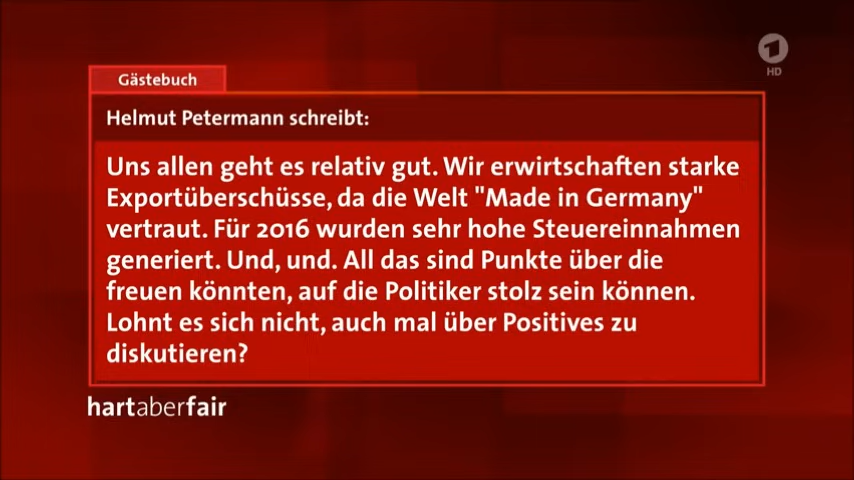 1
HD
Gästebuch
Helmut Petermann schreibt:
Uns allen geht es relativ gut. Wir erwirtschaften starke
Exportüberschüsse, da die Welt "Made in Germany"
vertraut. Für 2016 wurden sehr hohe Steuereinnahmen
generiert. Und, und. All das sind Punkte über die
freuen könnten, auf die Politiker stolz sein können.
Lohnt es sich nicht, auch mal über Positives zu
diskutieren?
hartaberfair